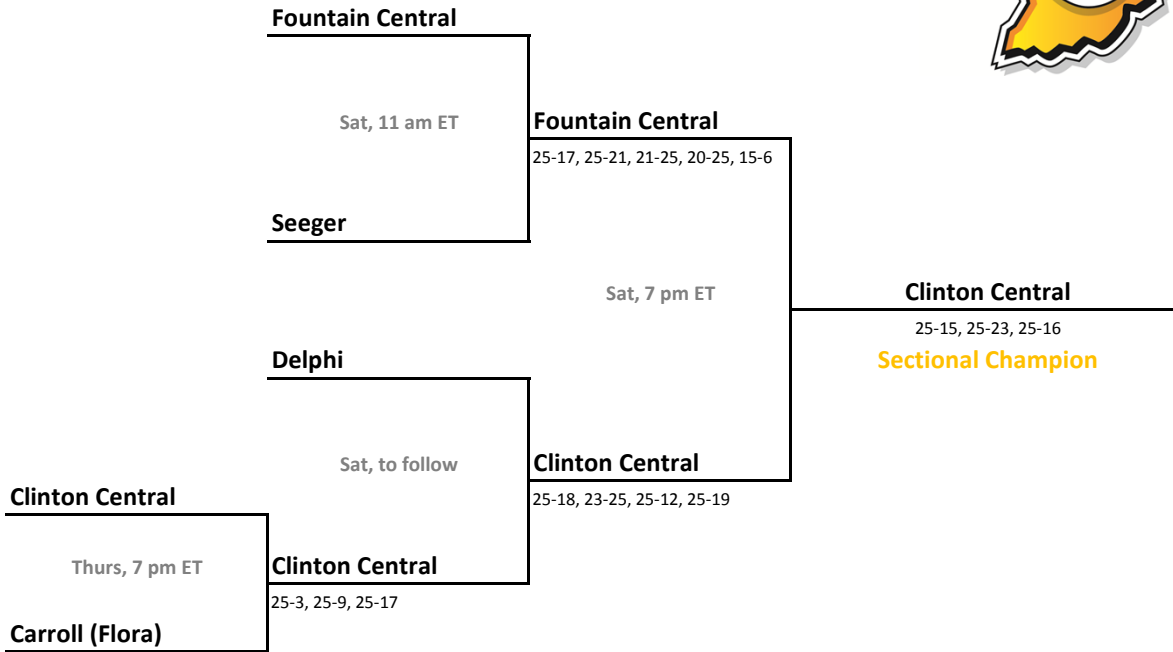 Fountain Central
Sat, 11 am ET
Fountain Central
25-17, 25-21, 21-25, 20-25, 15-6
Seeger
Sat, 7 pm ET
Clinton Central
25-15, 25-23, 25-16
Sectional Champion
Delphi
Sat, to follow
Clinton Central
25-18, 23-25, 25-12, 25-19
Clinton Central
Thurs, 7 pm ET
Clinton Central
25-3, 25-9, 25-17
Carroll (Flora)